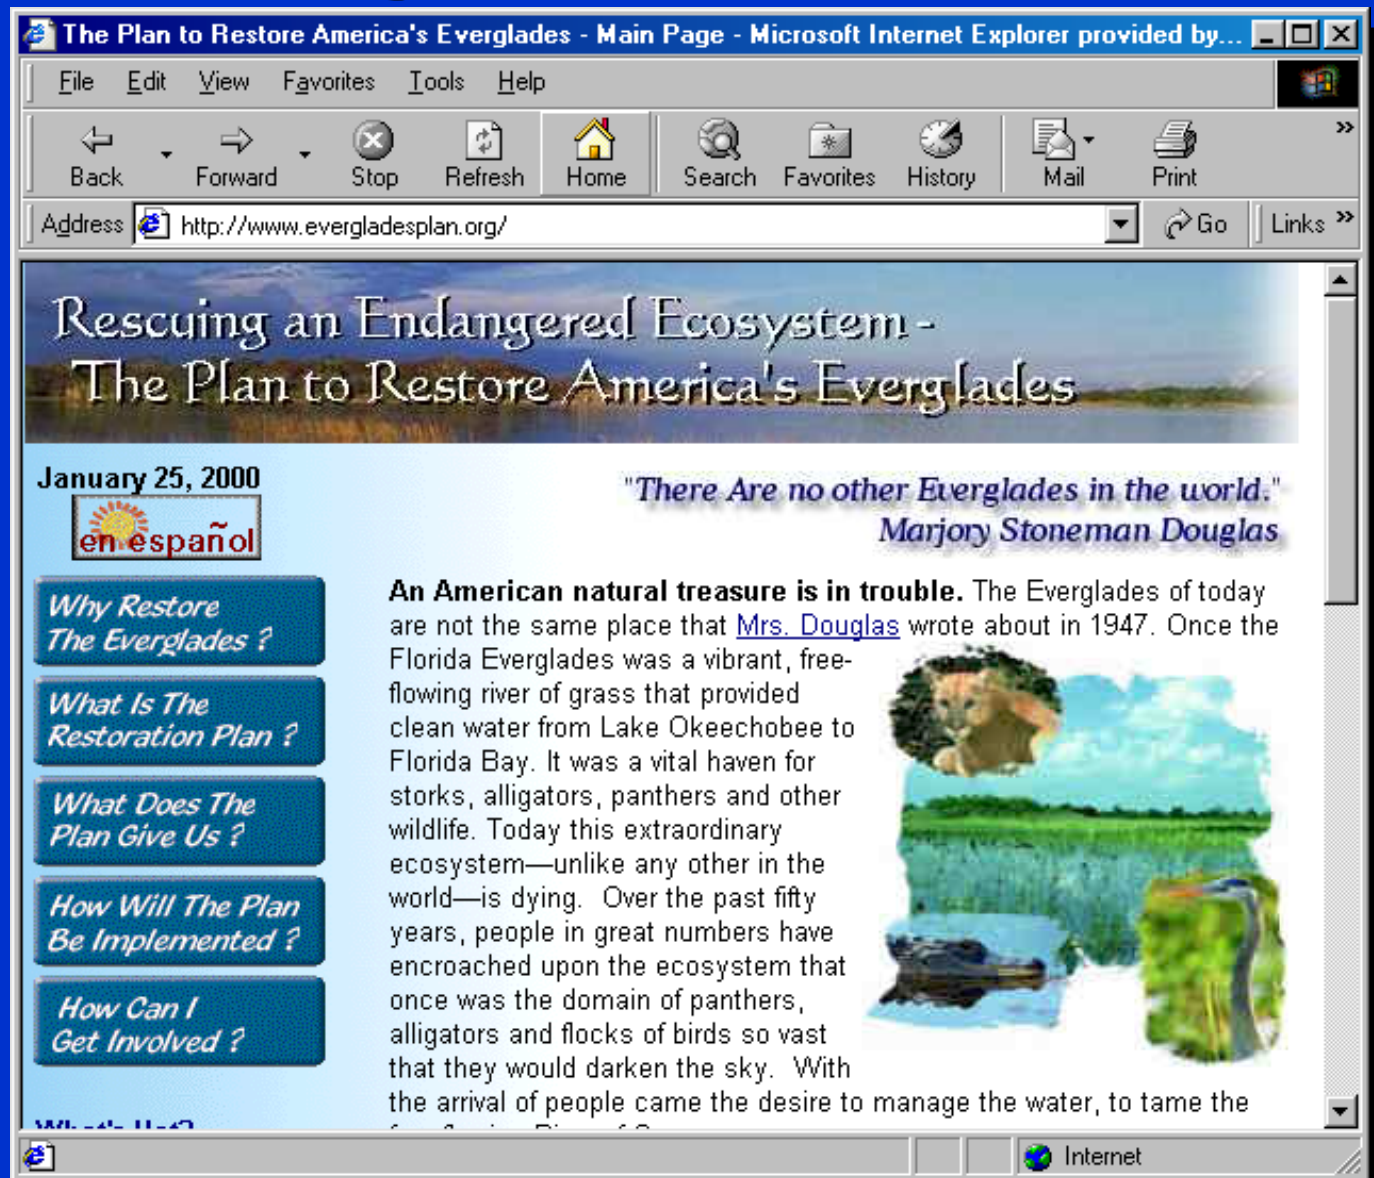 The Plan to Restore America's Everglades - Main Page - Microsoft Internet Explorer provided by...
File Edit View Favorites Tools Help
Back Forward Stop Refresh Home Search Favorites History Mail Print
Address http://www.evergladesplan.org/ Go Links
Rescuing an Endangered Ecosystem -
The Plan to Restore America's Everglades
January 25, 2000
en español
"There Are no other Everglades in the world."
Marjory Stoneman Douglas
Why Restore
The Everglades ?
What Is The
Restoration Plan ?
What Does The
Plan Give Us ?
How Will The Plan
Be Implemented ?
How Can I
Get Involved ?
An American natural treasure is in trouble. The Everglades of today
are not the same place that Mrs. Douglas wrote about in 1947. Once the
Florida Everglades was a vibrant, free-
flowing river of grass that provided
clean water from Lake Okeechobee to
Florida Bay. It was a vital haven for
storks, alligators, panthers and other
wildlife. Today this extraordinary
ecosystem—unlike any other in the
world—is dying. Over the past fifty
years, people in great numbers have
encroached upon the ecosystem that
once was the domain of panthers,
alligators and flocks of birds so vast
that they would darken the sky. With
the arrival of people came the desire to manage the water, to tame the
Internet